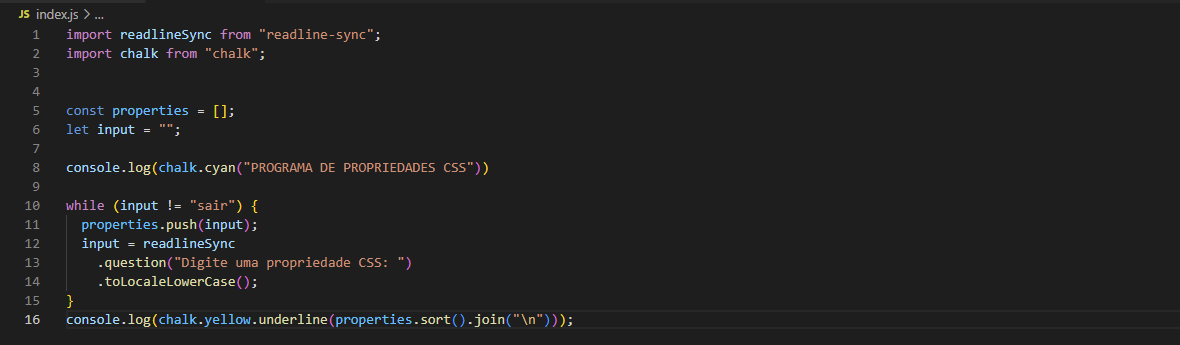 JS index.js > ...
1 import readlineSync from "readline-sync";
2 import chalk from "chalk";
3
4
5 const properties = [];
6 let input = "";
7
8 console.log(chalk.cyan("PROGRAMA DE PROPRIEDADES CSS"))
9
10 while (input != "sair") {
11   properties.push(input);
12   input = readlineSync
13     .question("Digite uma propriedade CSS: ")
14     .toLocaleLowerCase();
15 }
16 console.log(chalk.yellow.underline(properties.sort().join("\n")));